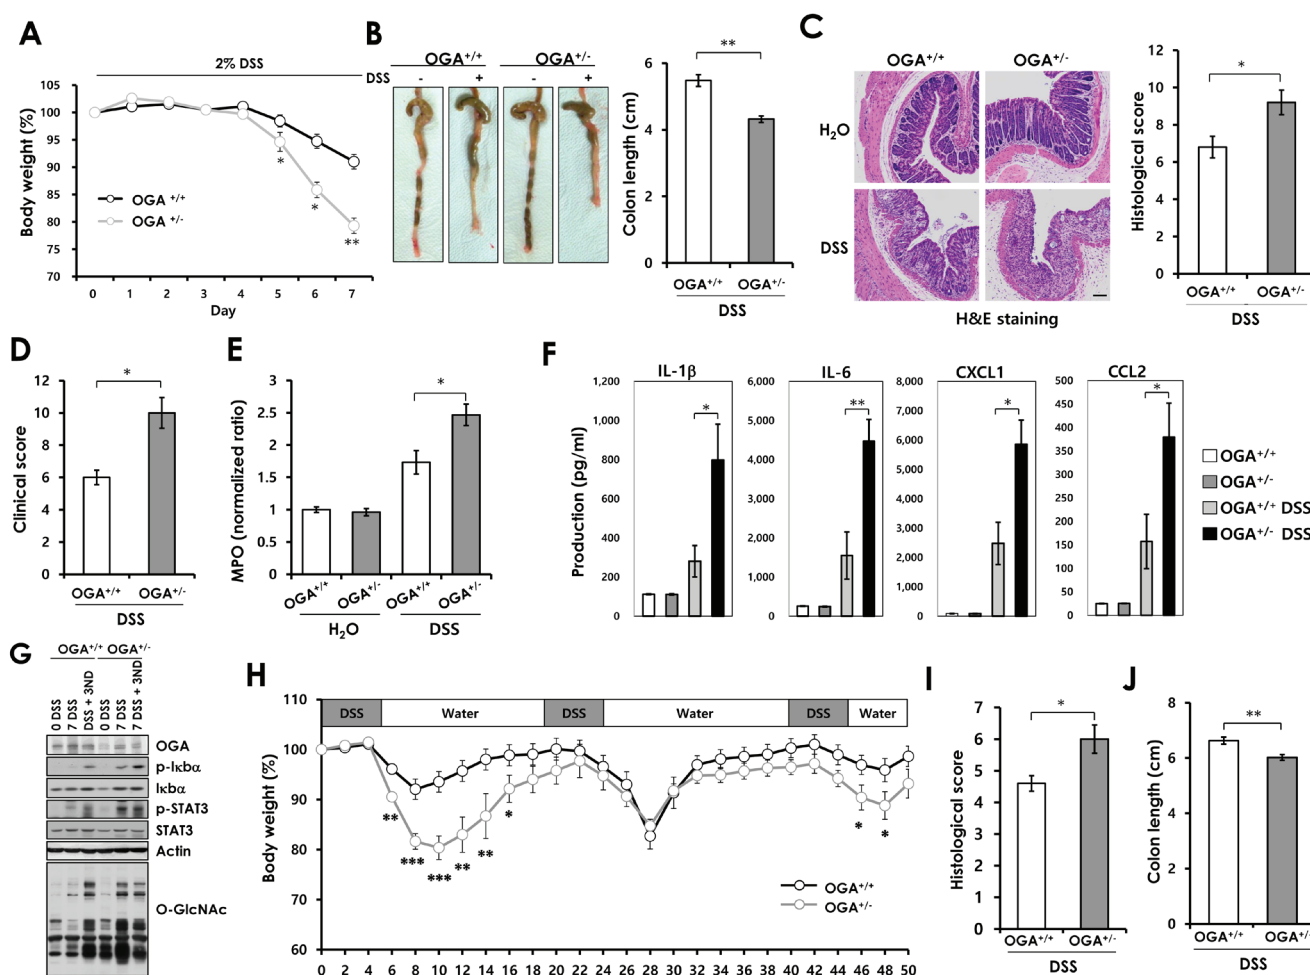 A
2% DSS
105
100
95
90
85
80
75
70
Body weight (%)
OGA +/+
OGA +/-
*
*
**
0 1 2 3 4 5 6 7
Day
B
OGA+/+ OGA+/-
DSS - + - +
**
6
4
2
0
Colon length (cm)
OGA+/+ OGA+/-
DSS
C
OGA+/+ OGA+/-
H2O
DSS
H&E staining
*
12
10
8
6
4
2
0
Histological score
OGA+/+ OGA+/-
DSS
D
*
12
10
8
6
4
2
0
Clinical score
OGA+/+ OGA+/-
DSS
E
*
3
2.5
2
1.5
1
0.5
0
MPO (normalized ratio)
OGA+/+ OGA+/- OGA+/+ OGA+/-
H2O DSS
F
Production (pg/ml)
IL-1β
1,200
1,000
800
600
400
200
0
*
IL-6
6,000
5,000
4,000
3,000
2,000
1,000
0
**
CXCL1
8,000
7,000
6,000
5,000
4,000
3,000
2,000
1,000
0
*
CCL2
500
450
400
350
300
250
200
150
100
50
0
*
OGA+/+
OGA+/-
OGA+/+ DSS
OGA+/- DSS
G
OGA+/+ OGA+/-
0 DSS
7 DSS
DSS + 3ND
0 DSS
7 DSS
7 DSS + 3ND
OGA
p-Iκbα
Iκbα
p-STAT3
STAT3
Actin
O-GlcNAc
H
110
100
90
80
70
60
Body weight (%)
DSS Water DSS Water DSS Water
**
***
***
**
**
*
*
*
OGA+/+
OGA+/-
0 2 4 6 8 10 12 14 16 18 20 22 24 26 28 30 32 34 36 38 40 42 44 46 48 50
I
*
7
6
5
4
3
2
1
0
Histological score
OGA+/+ OGA+/-
DSS
J
**
8
6
4
2
0
Colon length (cm)
OGA+/+ OGA+/-
DSS